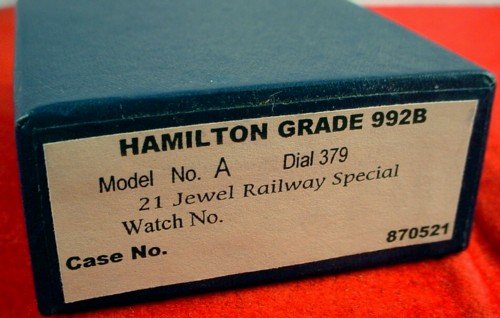 HAMILTON GRADE 992B
Model No. A Dial 379
21 Jewel Railway Special
Watch No.
Case No. 870521